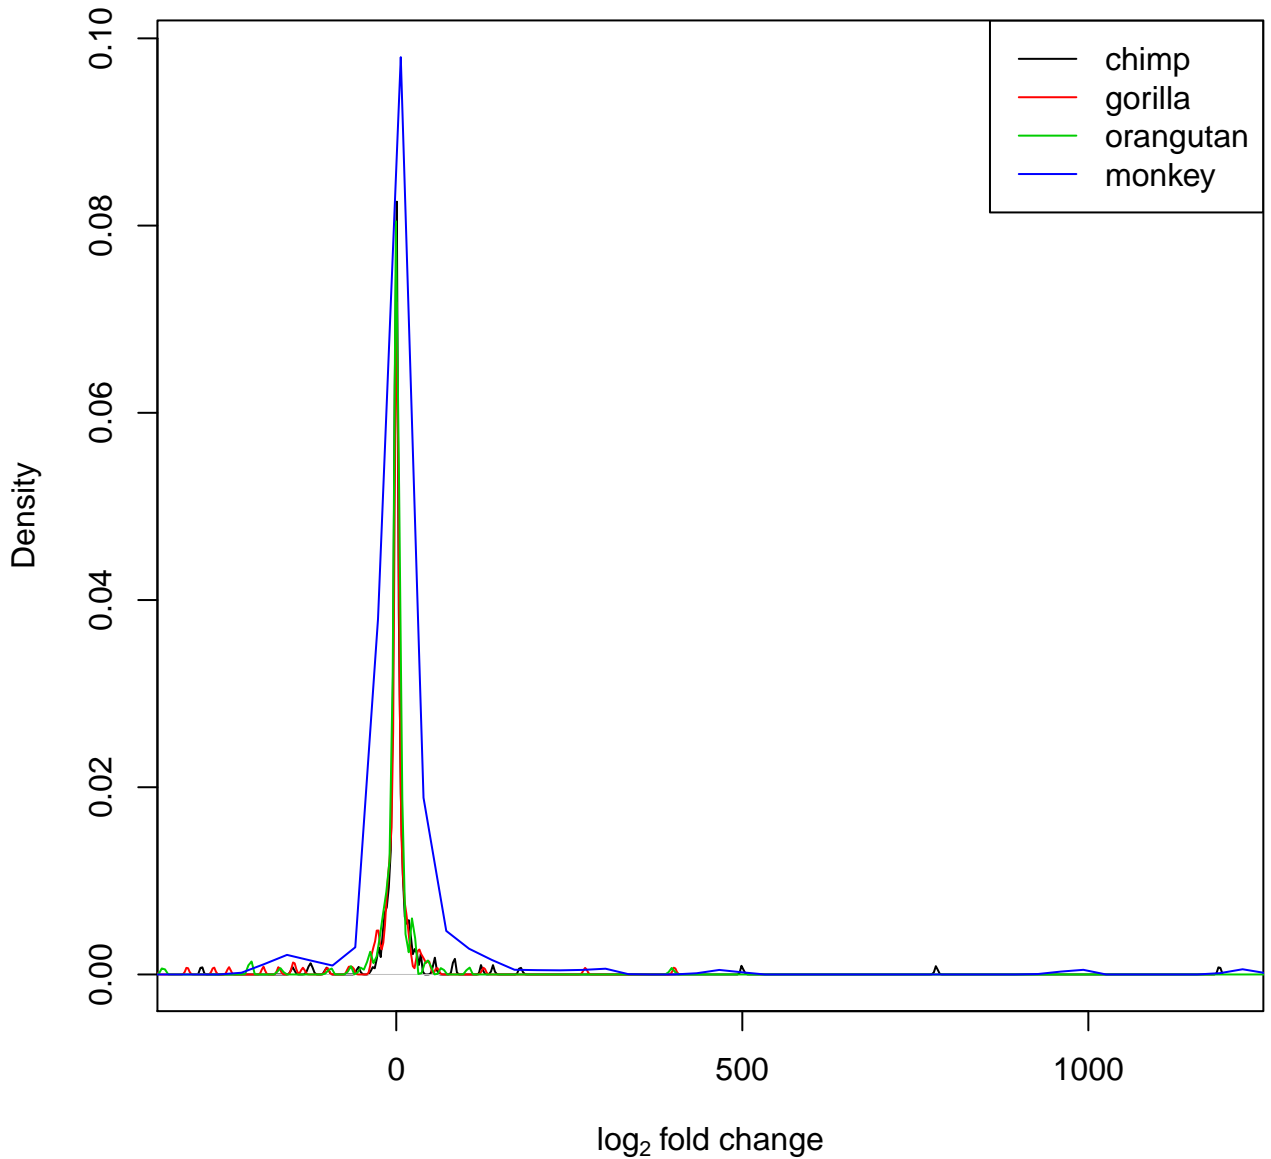 0.10
0.08
0.06
0.04
0.02
0.00
Density
chimp
gorilla
orangutan
monkey
0 500 1000
log₂ fold change